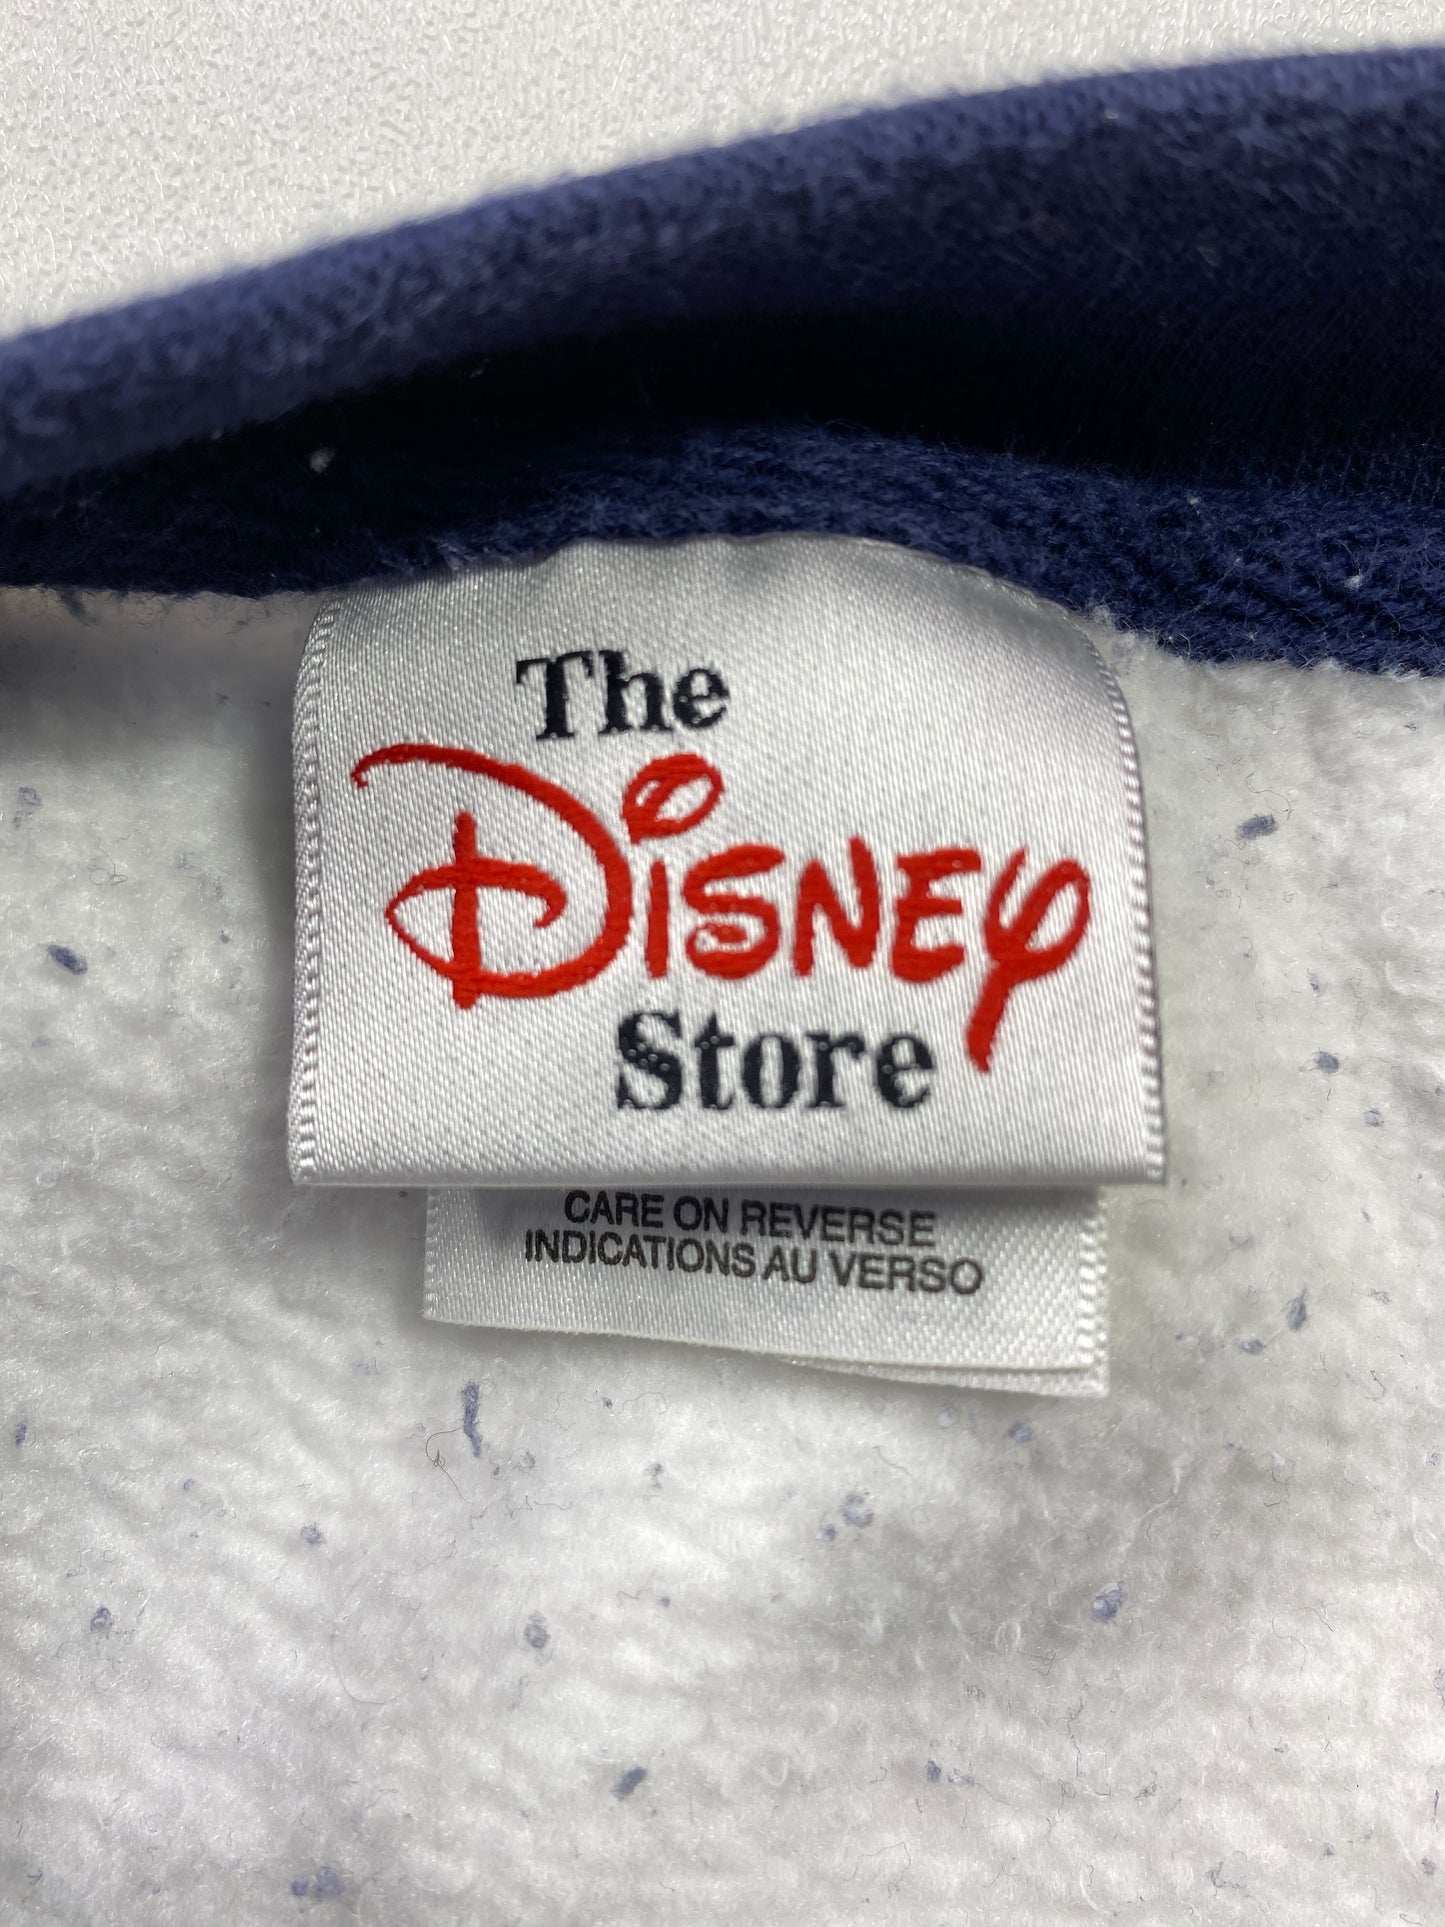 The
Disney
Store
CARE ON REVERSE
INDICATIONS AU VERSO